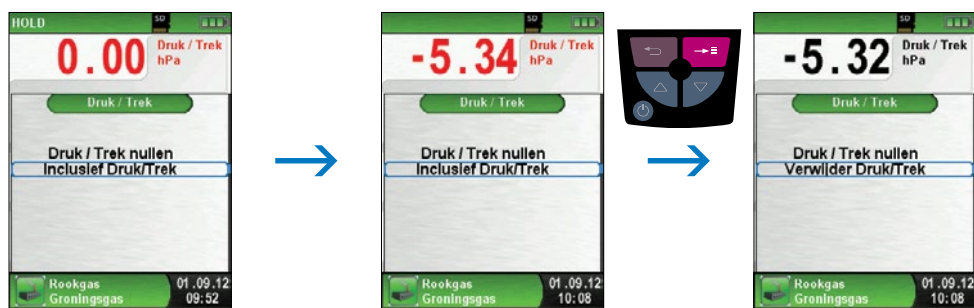 HOLD
SD
0.00
Druk / Trek
hPa
Druk / Trek
Druk / Trek nullen
Inclusief Druk/Trek
Rookgas
Groningsgas
01.09.12
09:52
SD
-5.34
Druk / Trek
hPa
Druk / Trek
Druk / Trek nullen
Inclusief Druk/Trek
Rookgas
Groningsgas
01.09.12
10:08
SD
-5.32
Druk / Trek
hPa
Druk / Trek
Druk / Trek nullen
Verwijder Druk/Trek
Rookgas
Groningsgas
01.09.12
10:08